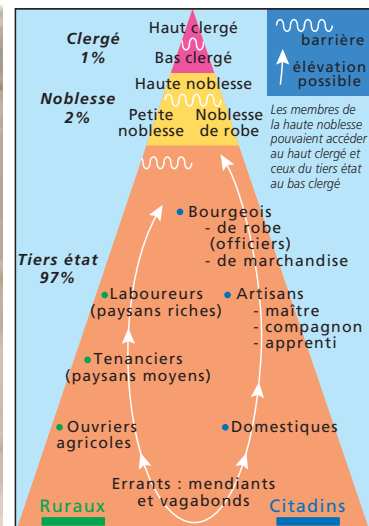 Clergé
1%
Haut clergé
Bas clergé
barrière
élévation
possible
Noblesse
2%
Haute noblesse
Petite
noblesse
Noblesse
de robe
Les membres de
la haute noblesse
pouvaient accéder
au haut clergé et
ceux du tiers état
au bas clergé
Tiers état
97%
• Bourgeois
- de robe
(officiers)
- de marchandise
• Laboureurs
(paysans riches)
• Artisans
- maître
- compagnon
- apprenti
• Tenanciers
(paysans moyens)
• Ouvriers
agricoles
• Domestiques
Errants : mendiants
et vagabonds
Ruraux
Citadins